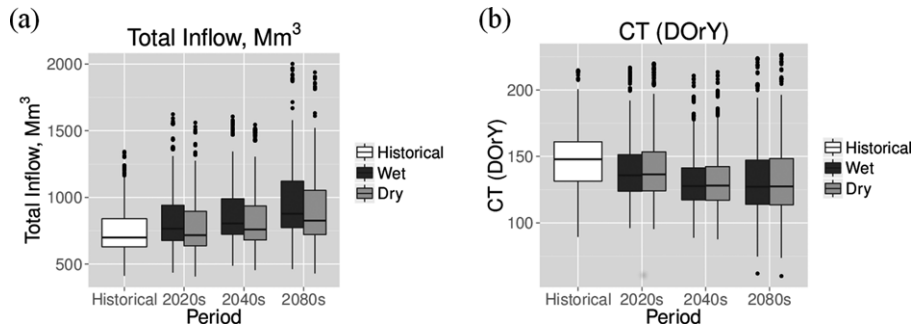 (a)
Total Inflow, Mm³
Total Inflow, Mm³
2000
1500
1000
500
Historical 2020s 2040s 2080s
Period
Historical
Wet
Dry
(b)
CT (DOrY)
CT (DOrY)
200
150
100
Historical 2020s 2040s 2080s
Period
Historical
Wet
Dry